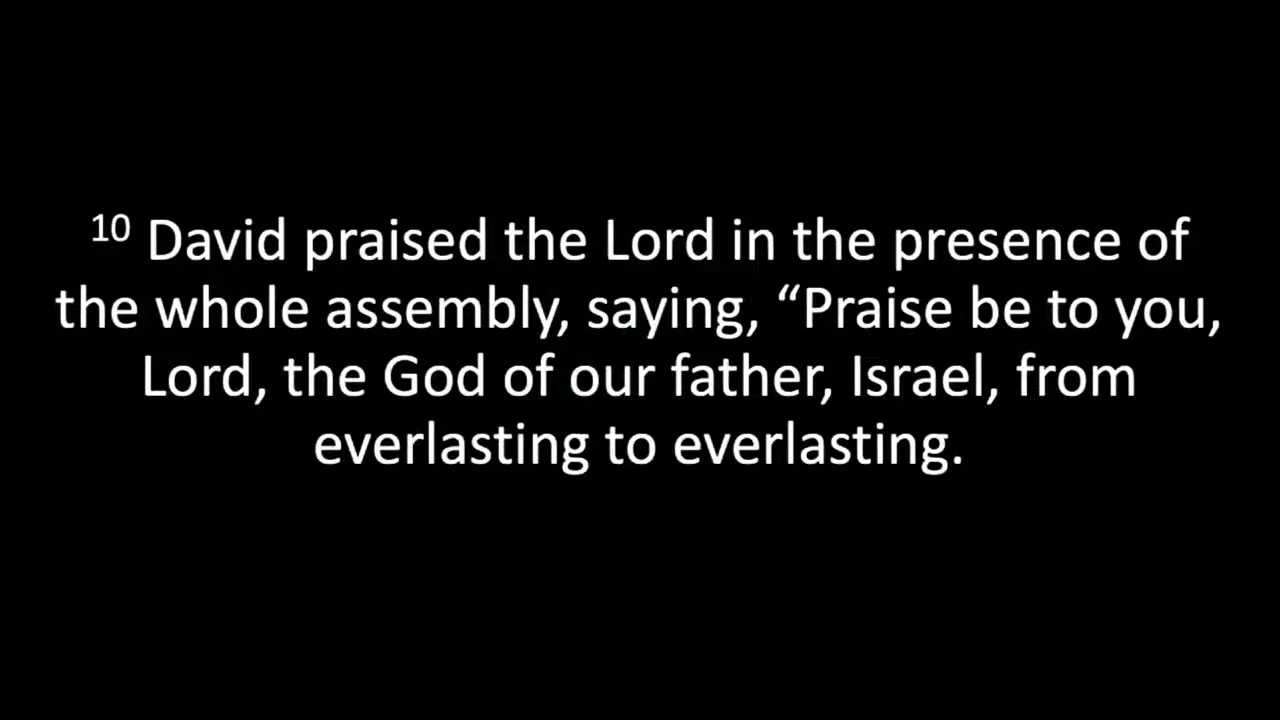 10 David praised the Lord in the presence of
the whole assembly, saying, “Praise be to you,
Lord, the God of our father, Israel, from
everlasting to everlasting.